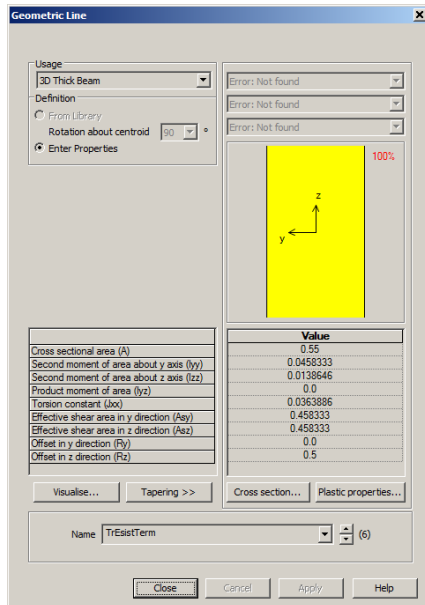 Geometric Line
Usage
3D Thick Beam
Definition
From Library
Rotation about centroid 90 °
Enter Properties
Error: Not found
Error: Not found
Error: Not found
100%
z
y
Value
Cross sectional area (A) 0.55
Second moment of area about y axis (Iyy) 0.0458333
Second moment of area about z axis (Izz) 0.0138646
Product moment of area (Iyz) 0.0
Torsion constant (Jxx) 0.0363886
Effective shear area in y direction (Asy) 0.458333
Effective shear area in z direction (Asz) 0.458333
Offset in y direction (Ry) 0.0
Offset in z direction (Rz) 0.5
Visualise... Tapering >> Cross section... Plastic properties...
Name TrEsistTerm (6)
Close Cancel Apply Help